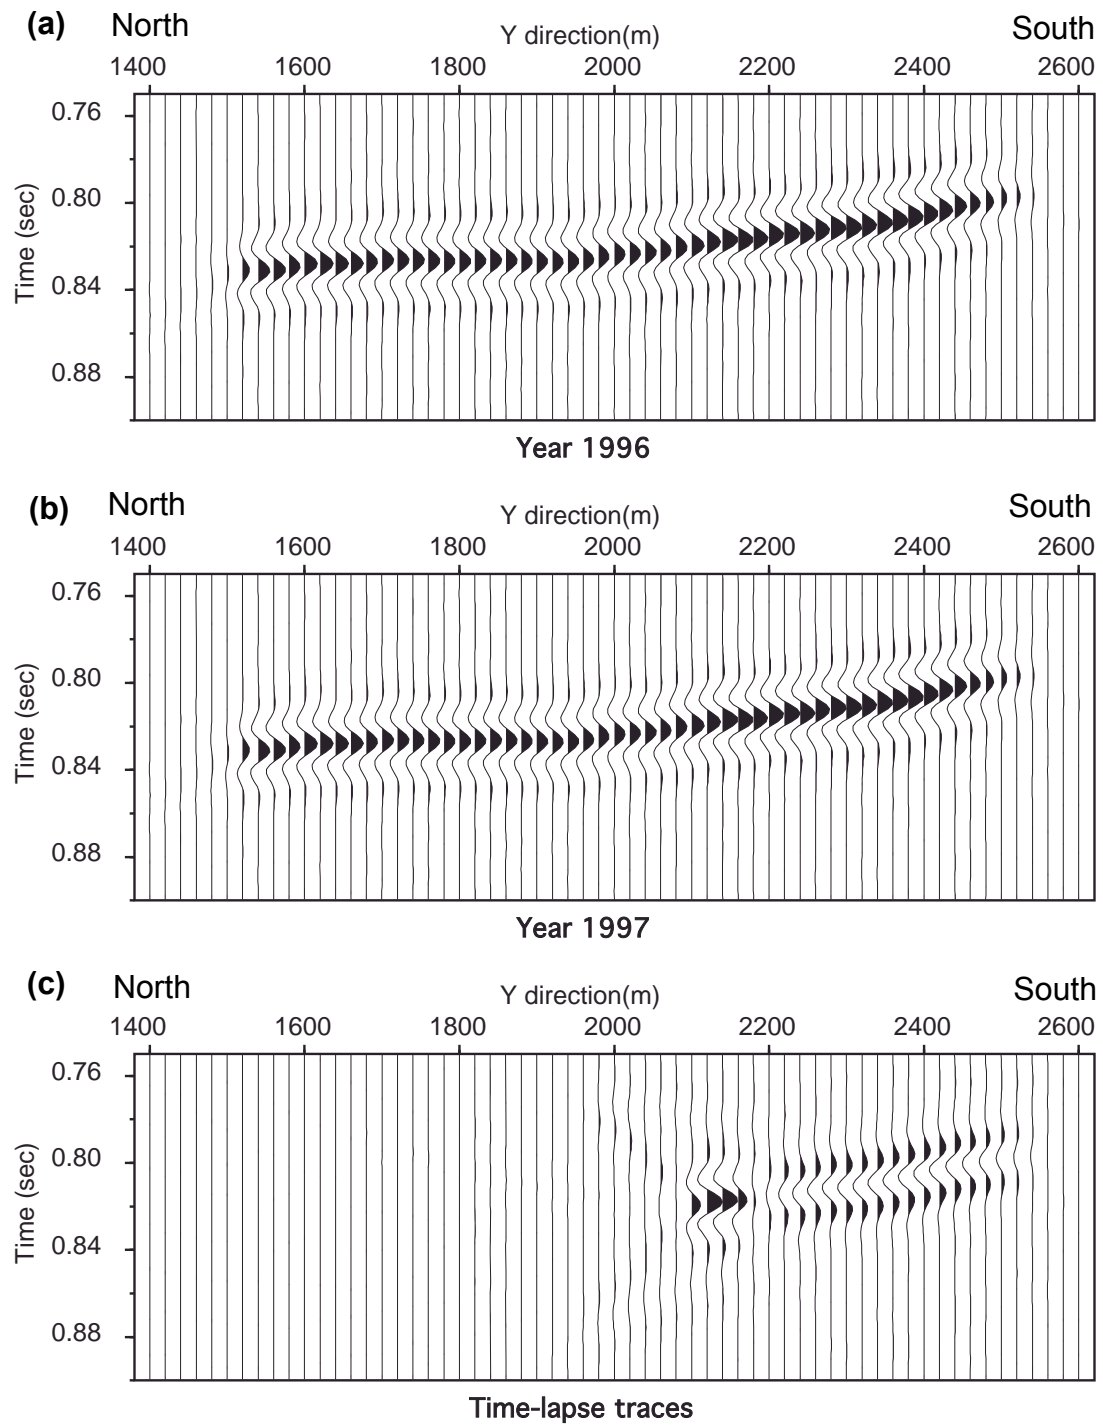 (a) North Y direction(m) South
1400 1600 1800 2000 2200 2400 2600
0.76
0.80
0.84
0.88
Time (sec)
Year 1996
(b) North Y direction(m) South
1400 1600 1800 2000 2200 2400 2600
0.76
0.80
0.84
0.88
Time (sec)
Year 1997
(c) North Y direction(m) South
1400 1600 1800 2000 2200 2400 2600
0.76
0.80
0.84
0.88
Time (sec)
Time-lapse traces